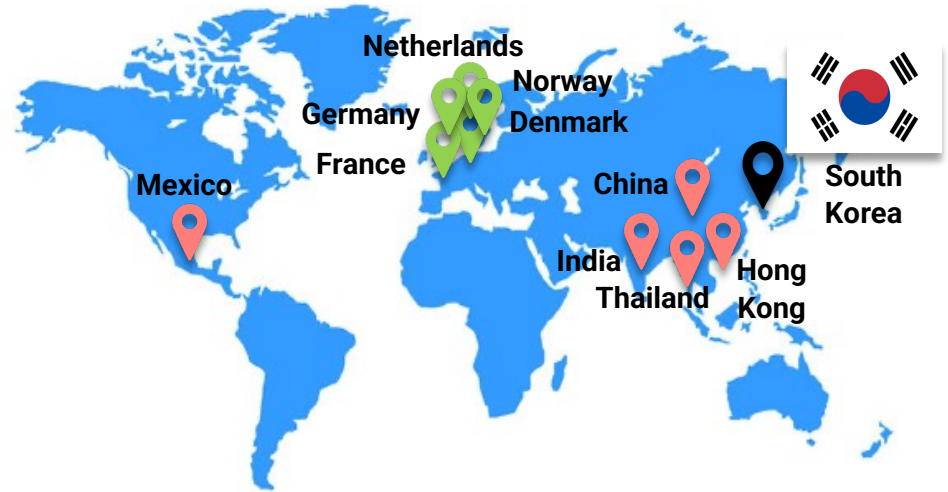 Netherlands
Norway
Germany
Denmark
France
Mexico
China
South
Korea
India
Thailand
Hong
Kong